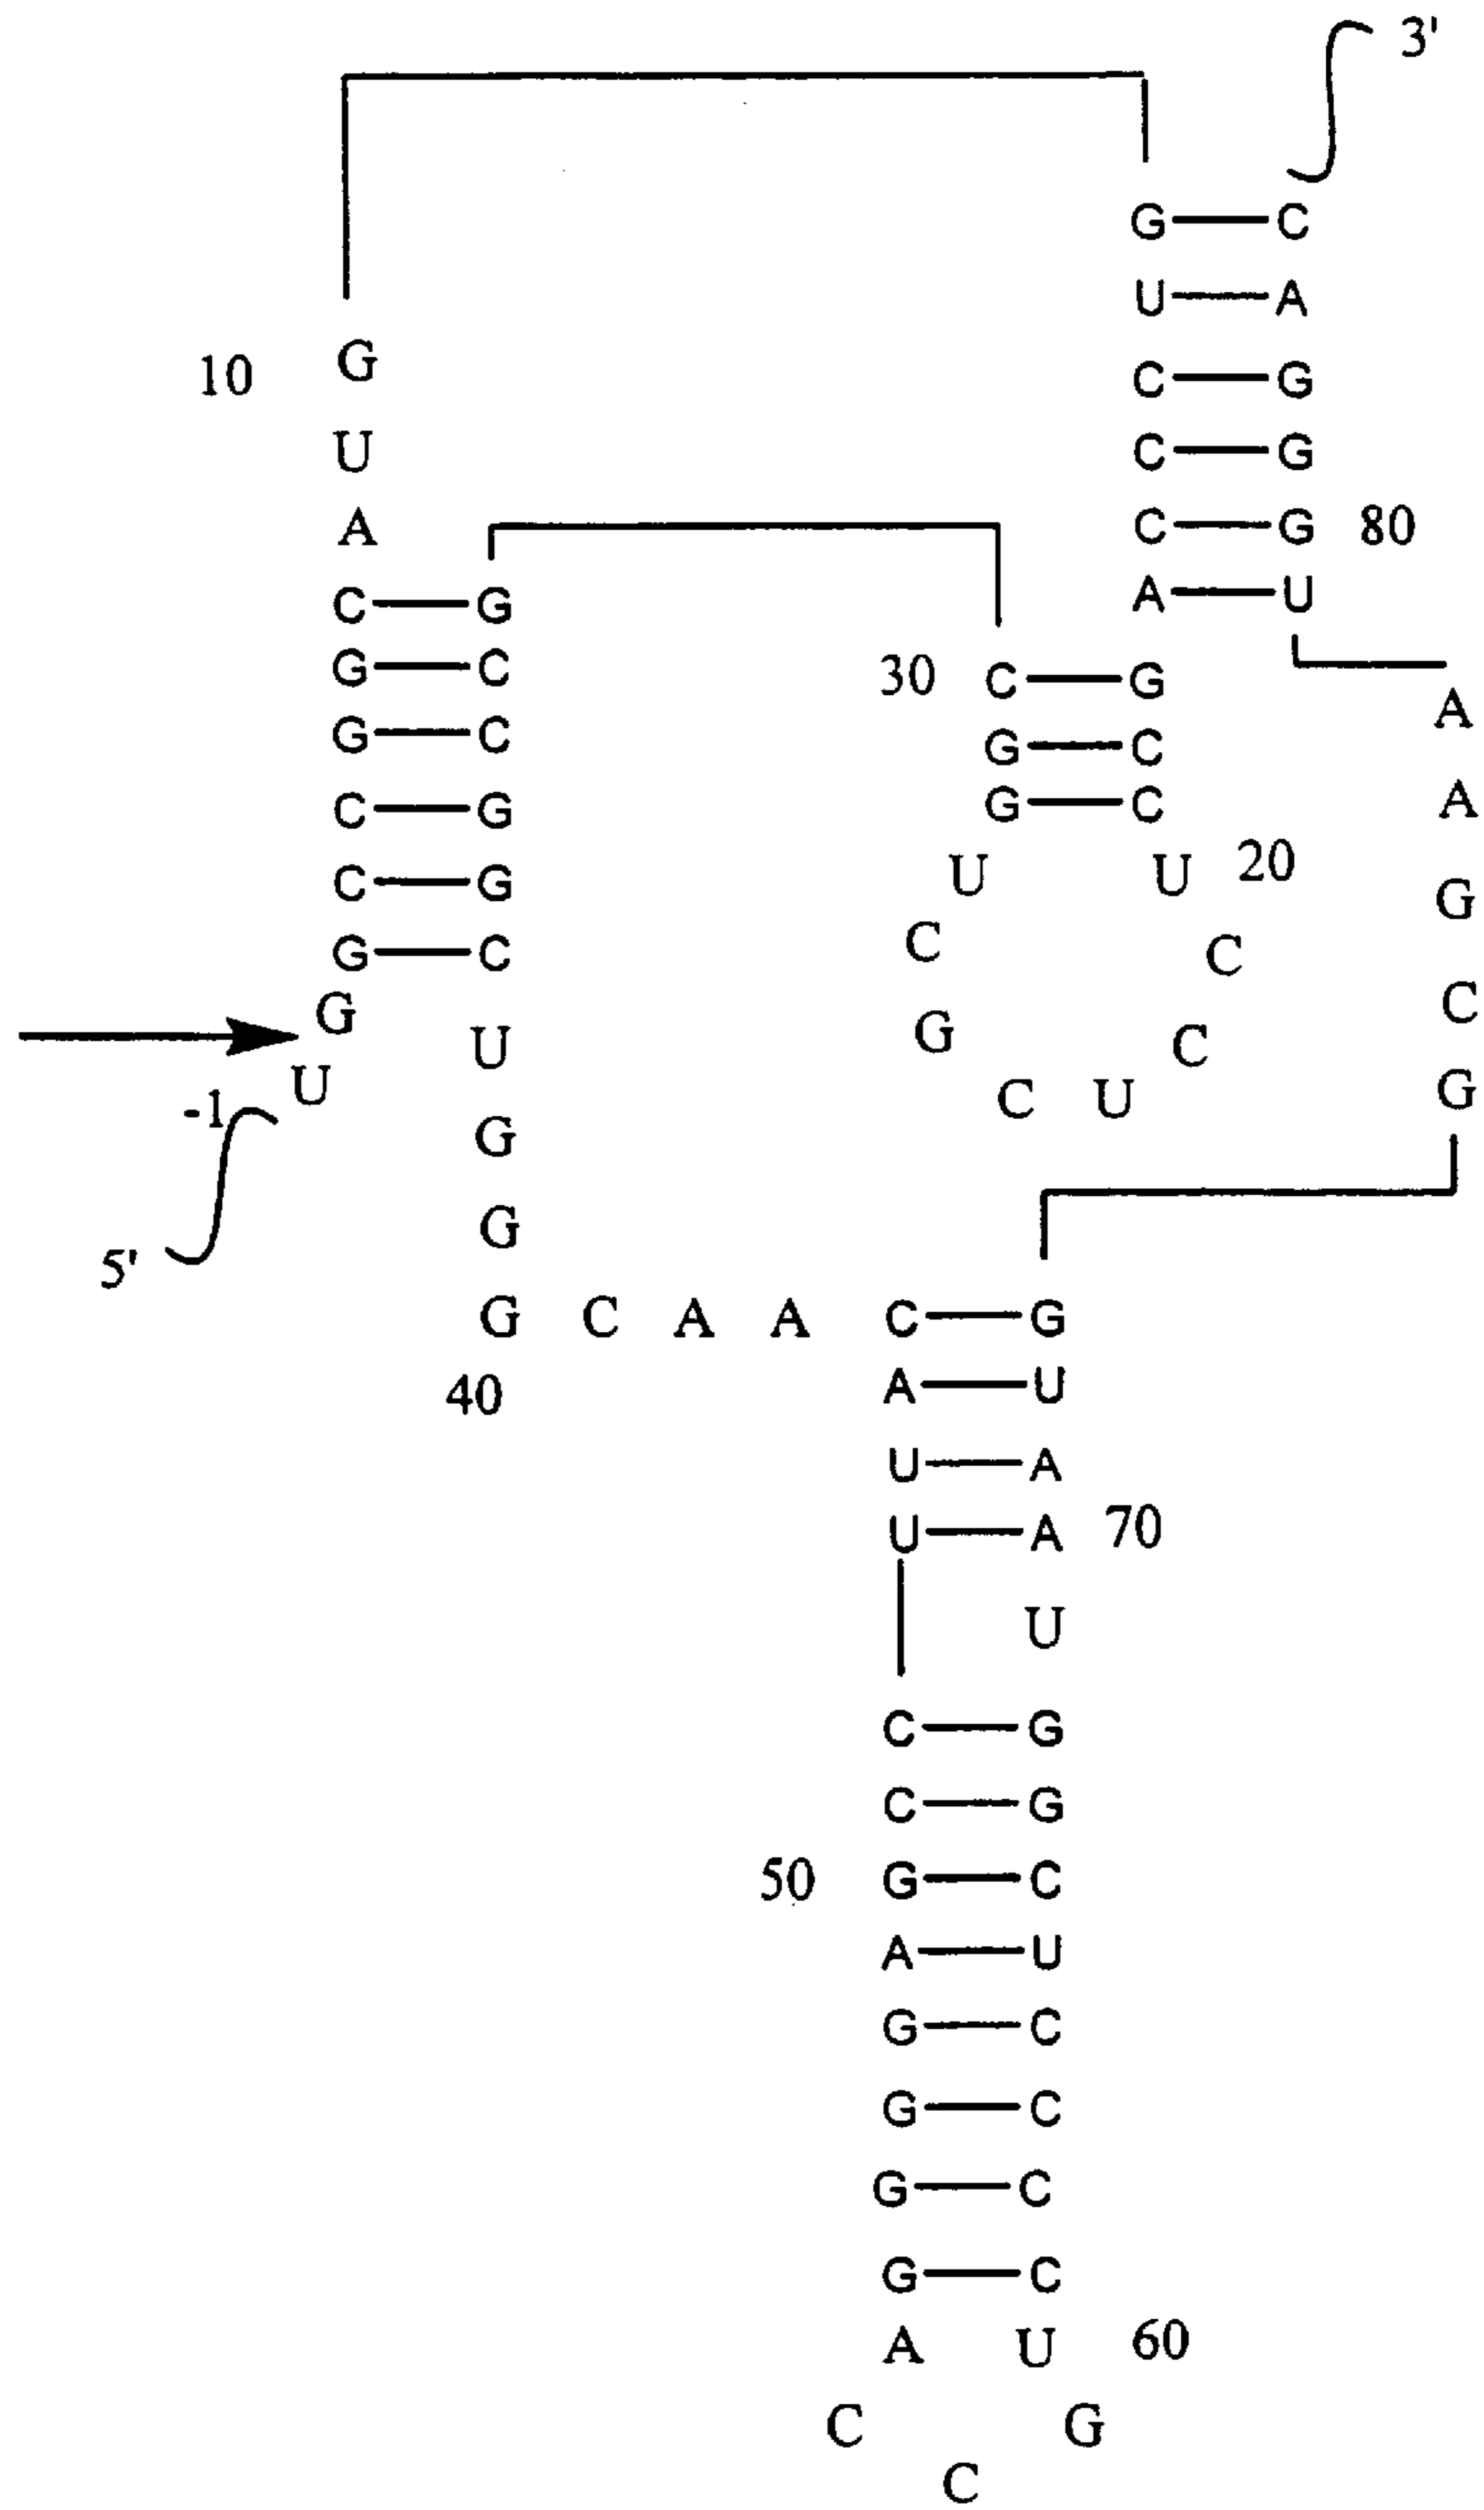 3'
G C
U A
10 G C G
U C G
A C G 80
C G A U
G C 30 C G A
G C G C A
C G G C
C G U U 20 G
G C C C
G U G C C
-1 U C U G
5' G
G
G C A A C G
40 A U
U A
U A 70
U
C G
C G
50 G C
A U
G C
G C
G C
G C
A U 60
C G
C